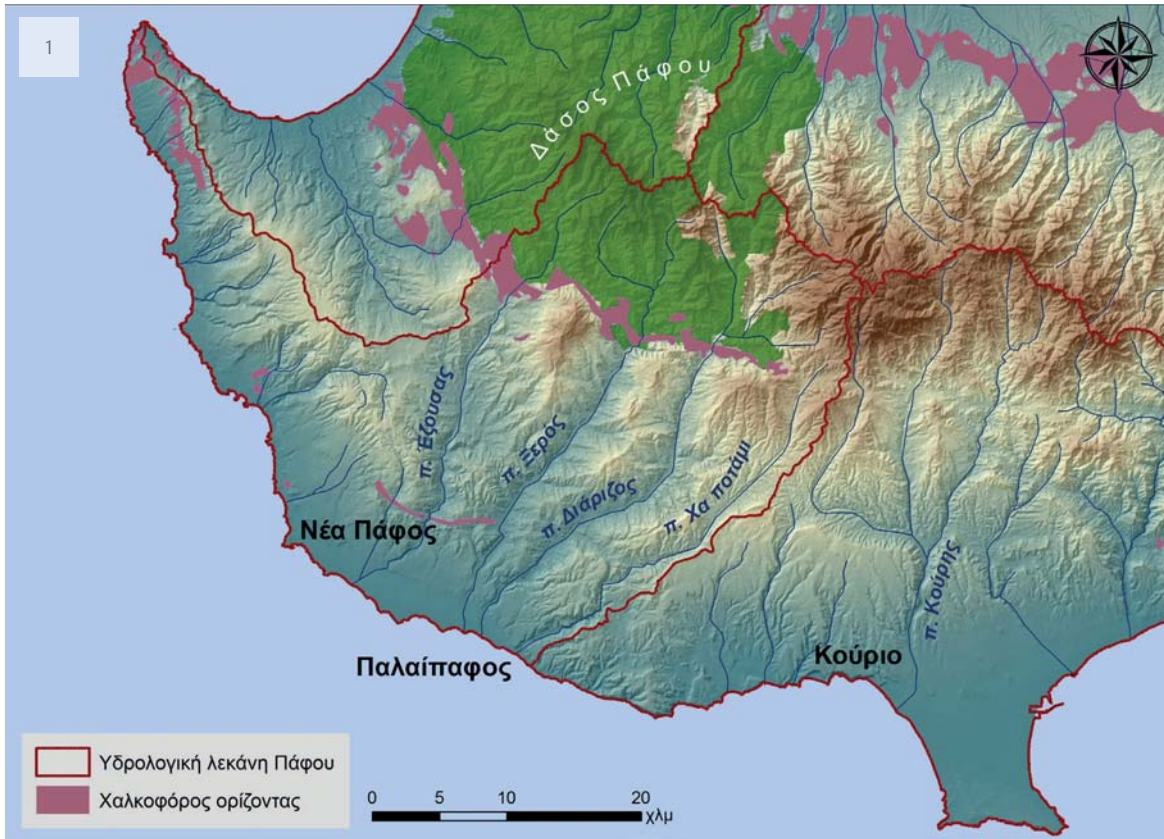 1
Δάσος Πάφου
π. Έζουσας
π. Ξερός
π. Διάριζος
π. Χα ποτάμι
π. Κούρης
Νέα Πάφος
Παλαίπαφος
Κούριο
Υδρολογική λεκάνη Πάφου
Χαλκοφόρος ορίζοντας
0 5 10 20
χλμ